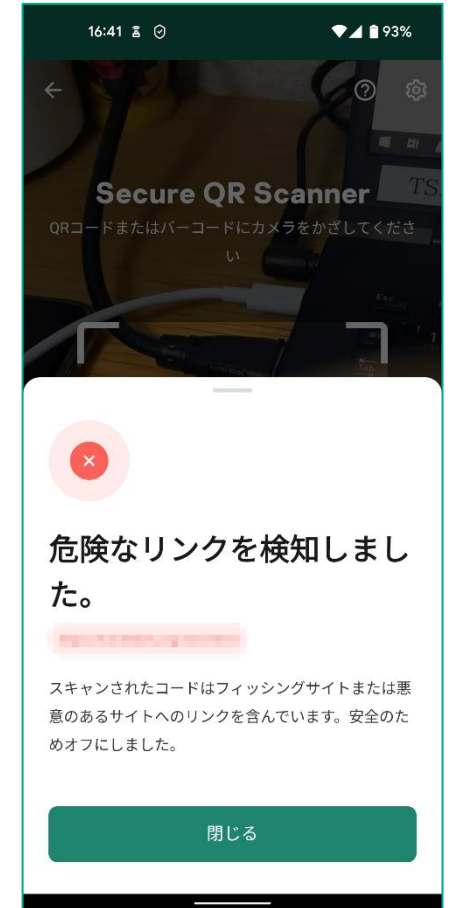 16:41
93%
Secure QR Scanner
QRコードまたはバーコードにカメラをかざしてくださ
い
危険なリンクを検知しまし
た。
スキャンされたコードはフィッシングサイトまたは悪
意のあるサイトへのリンクを含んでいます。安全のた
めオフにしました。
閉じる